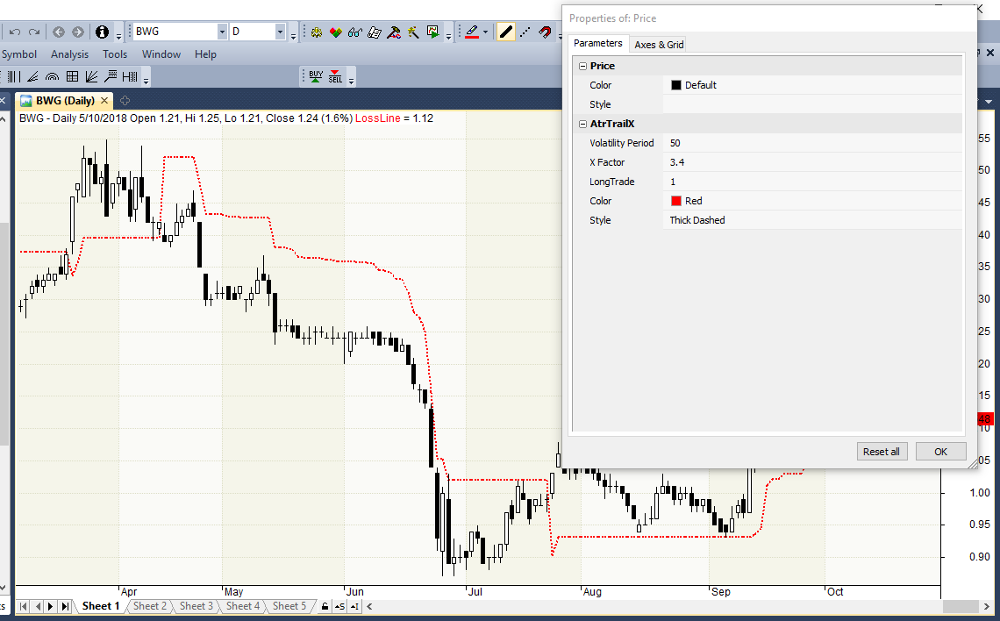 Properties of: Price
BWG D
Symbol Analysis Tools Window Help
Parameters Axes & Grid
Price
Color Default
Style
AtrTrailX
Volatility Period 50
X Factor 3.4
LongTrade 1
Color Red
Style Thick Dashed
Reset all OK
BUY
SELL
BWG (Daily)
BWG - Daily 5/10/2018 Open 1.21, Hi 1.25, Lo 1.21, Close 1.24 (1.6%) LossLine = 1.12
55
50
45
40
35
30
25
20
15
48
10
05
1.00
0.95
0.90
Apr May Jun Jul Aug Sep Oct
Sheet 1 Sheet 2 Sheet 3 Sheet 4 Sheet 5 S I